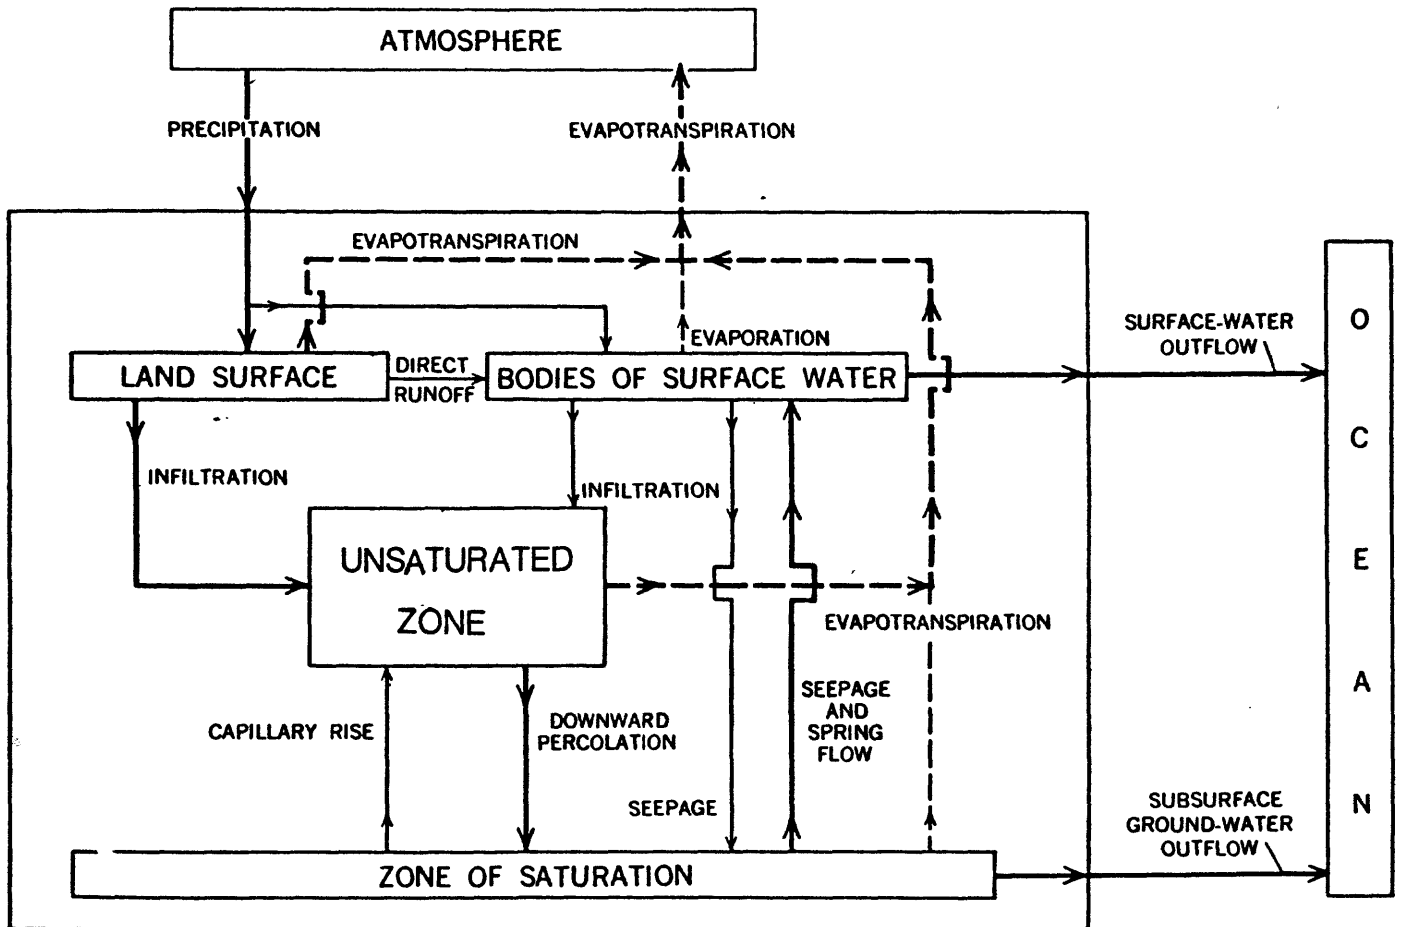 ATMOSPHERE
PRECIPITATION
EVAPOTRANSPIRATION
EVAPOTRANSPIRATION
EVAPORATION
LAND SURFACE
DIRECT
RUNOFF
BODIES OF SURFACE WATER
SURFACE-WATER
OUTFLOW
INFILTRATION
INFILTRATION
UNSATURATED
ZONE
EVAPOTRANSPIRATION
CAPILLARY RISE
DOWNWARD
PERCOLATION
SEEPAGE
AND
SPRING
FLOW
SEEPAGE
SUBSURFACE
GROUND-WATER
OUTFLOW
ZONE OF SATURATION
O
C
E
A
N